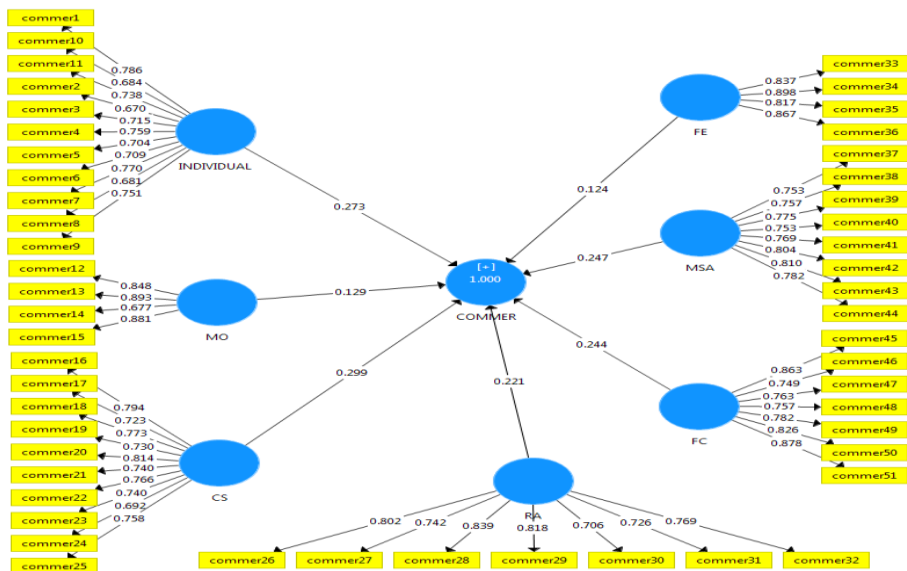 commer1
commer10
commer11
commer2
commer3
commer4
commer5
commer6
commer7
commer8
commer9
0.786
0.684
0.738
0.670
0.715
0.759
0.704
0.709
0.770
0.681
0.751
INDIVIDUAL
0.273
commer12
commer13
commer14
commer15
0.848
0.893
0.677
0.881
MO
0.129
commer16
commer17
commer18
commer19
commer20
commer21
commer22
commer23
commer24
commer25
0.794
0.723
0.773
0.730
0.814
0.740
0.766
0.740
0.692
0.758
CS
0.299
[+]
1.000
COMMER
FE
0.124
0.837
0.898
0.817
0.867
commer33
commer34
commer35
commer36
MSA
0.247
0.753
0.757
0.775
0.753
0.769
0.804
0.810
0.782
commer37
commer38
commer39
commer40
commer41
commer42
commer43
commer44
FC
0.244
0.863
0.749
0.763
0.757
0.782
0.826
0.878
commer45
commer46
commer47
commer48
commer49
commer50
commer51
0.221
RA
0.802
0.742
0.839
0.818
0.706
0.726
0.769
commer26
commer27
commer28
commer29
commer30
commer31
commer32